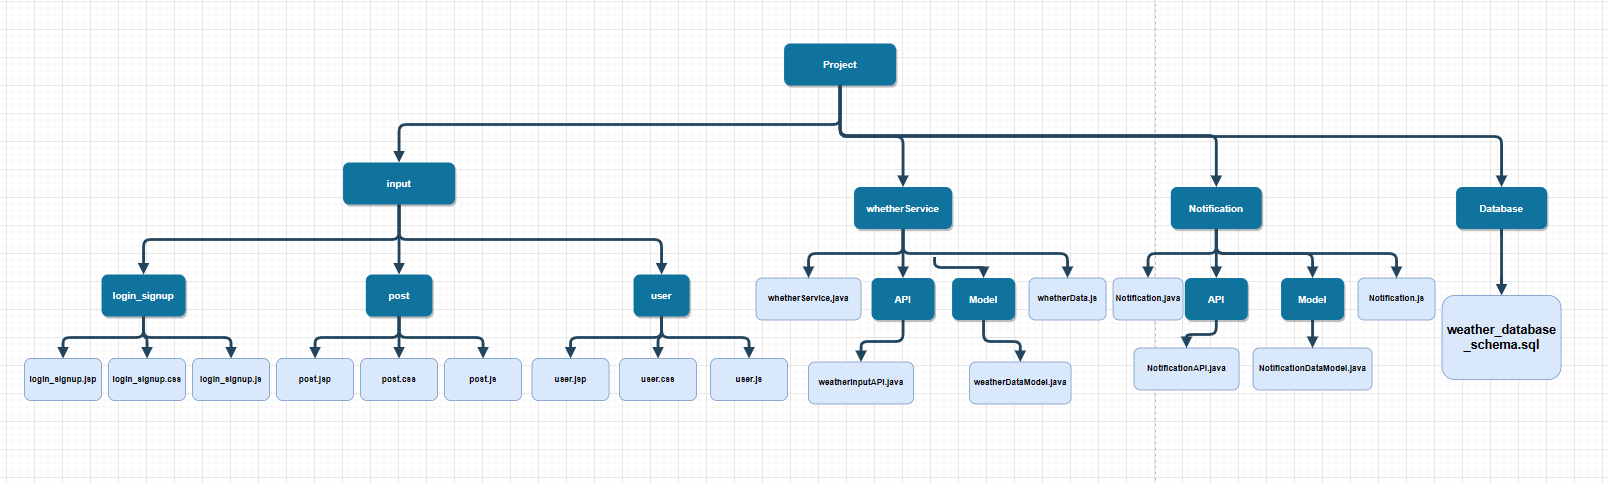 Project
input
whetherService
Notification
Database
login_signup
post
user
whetherService.java
API
Model
whetherData.js
Notification.java
API
Model
Notification.js
weather_database
_schema.sql
login_signup.jsp
login_signup.css
login_signup.js
post.jsp
post.css
post.js
user.jsp
user.css
user.js
weatherInputAPI.java
weatherDataModel.java
NotificationAPI.java
NotificationDataModel.java